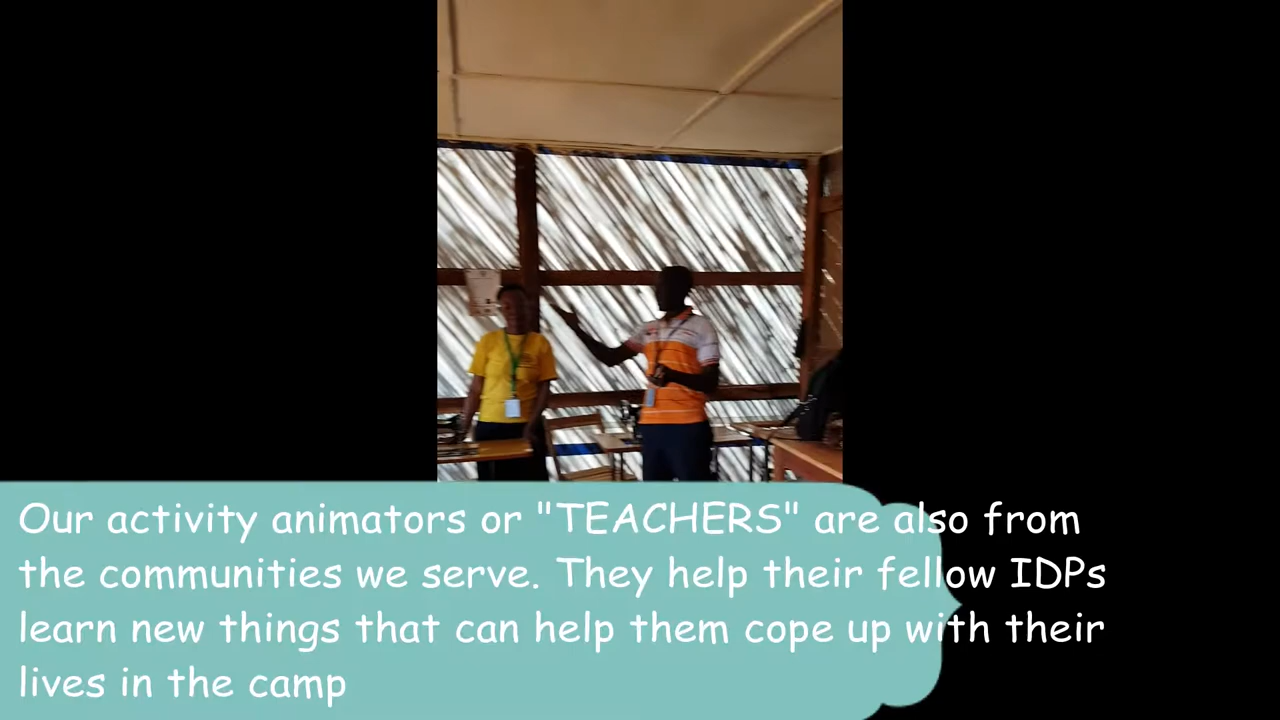 Our activity animators or "TEACHERS" are also from
the communities we serve. They help their fellow IDPs
learn new things that can help them cope up with their
lives in the camp